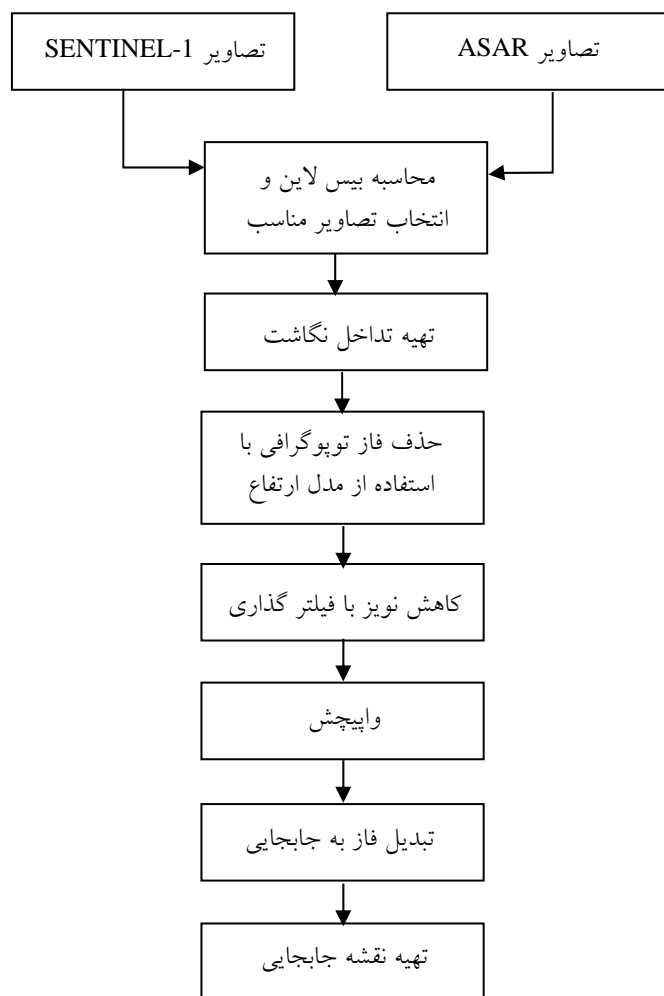 تصاویر ASAR
تصاویر SENTINEL-1
محاسبه بیس لاین و
انتخاب تصاویر مناسب
تهیه تداخل نگاشت
حذف فاز توپوگرافی با
استفاده از مدل ارتفاع
کاهش نویز با فیلتر گذاری
واپیچش
تبدیل فاز به جابجایی
تهیه نقشه جابجایی